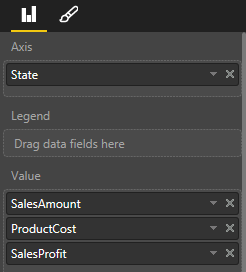 Axis
State
Legend
Drag data fields here
Value
SalesAmount
ProductCost
SalesProfit